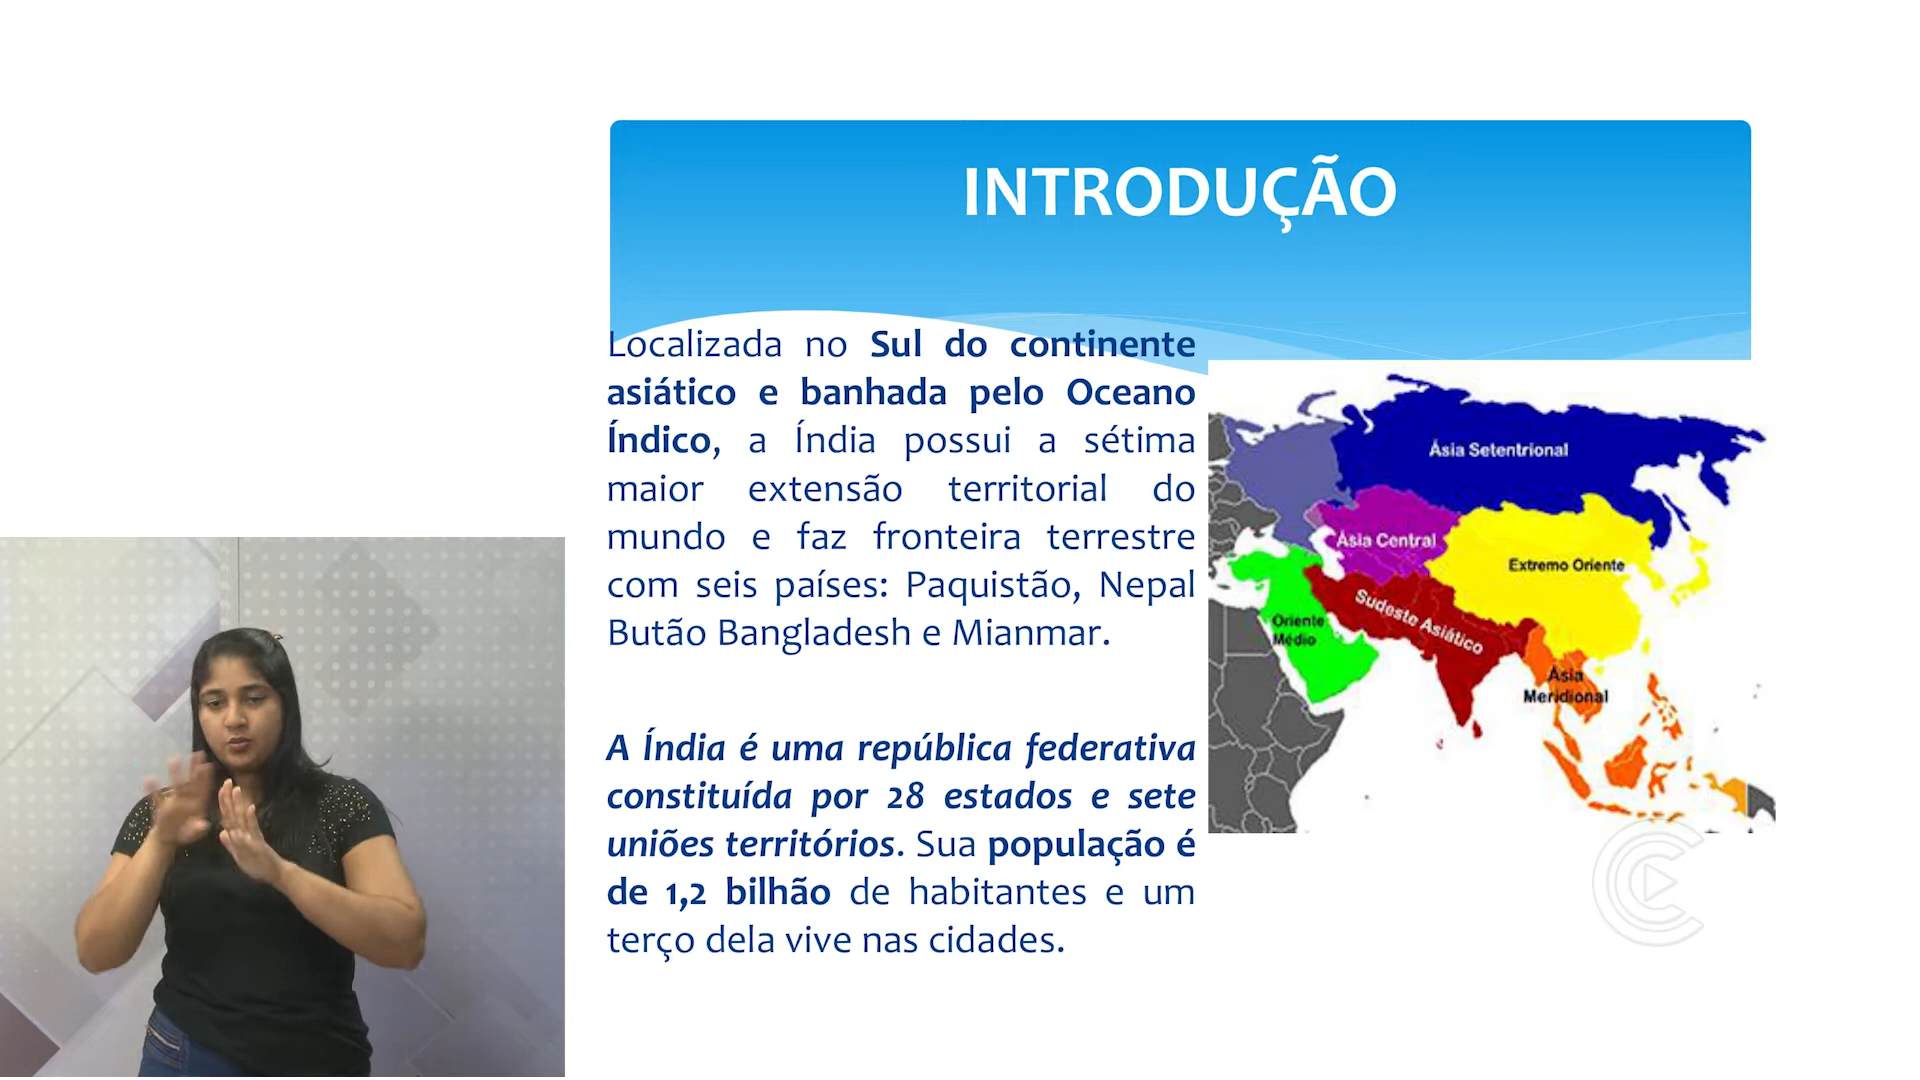 INTRODUÇÃO
Localizada no Sul do continente
asiático e banhada pelo Oceano
Índico, a Índia possui a sétima
maior extensão territorial do
mundo e faz fronteira terrestre
com seis países: Paquistão, Nepal
Butão Bangladesh e Mianmar.
A Índia é uma república federativa
constituída por 28 estados e sete
uniões territórios. Sua população é
de 1,2 bilhão de habitantes e um
terço dela vive nas cidades.
Ásia Setentrional
Ásia Central
Extremo Oriente
Sudeste Asiático
Oriente
Médio
Ásia
Meridional